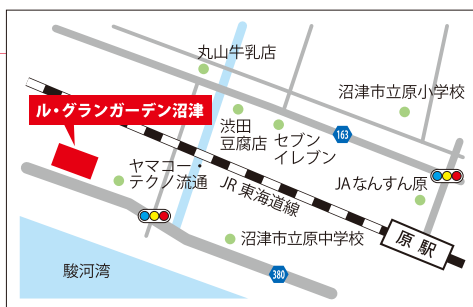 丸山牛乳店
沼津市立原小学校
ル・グランガーデン沼津
渋田
豆腐店
セブン
イレブン
163
ヤマコー・
テクノ流通
JR東海道線
JAなんすん原
原駅
沼津市立原中学校
駿河湾
380